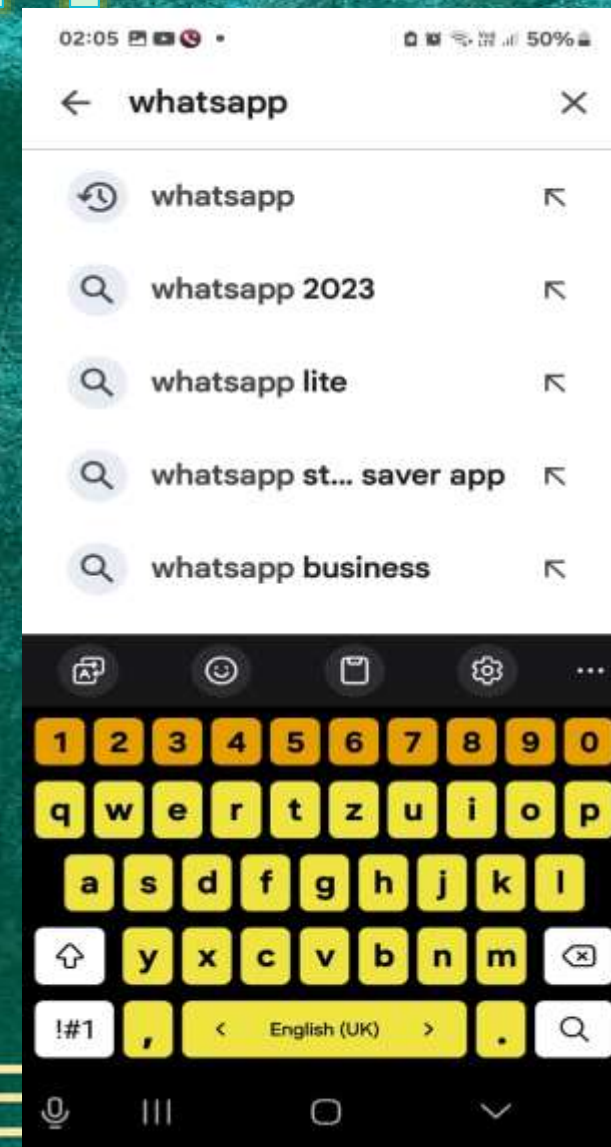 02:05 50%
whatsapp
whatsapp
whatsapp 2023
whatsapp lite
whatsapp st... saver app
whatsapp business
1 2 3 4 5 6 7 8 9 0
q w e r t z u i o p
a s d f g h j k l
y x c v b n m
!#1 , < English (UK) > .